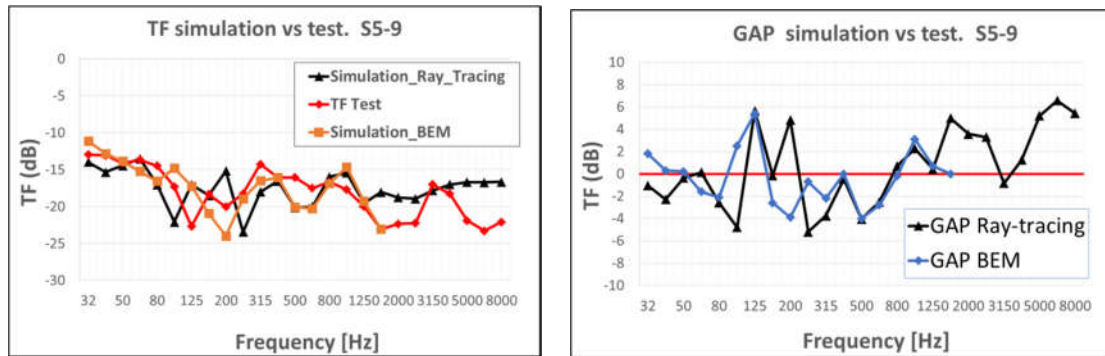 TF simulation vs test. S5-9
0
-5
-10
-15
-20
-25
-30
TF (dB)
Simulation_Ray_Tracing
TF Test
Simulation_BEM
32 50 80 125 200 315 500 800 1250 2000 3150 5000 8000
Frequency [Hz]
GAP simulation vs test. S5-9
10
8
6
4
2
0
-2
-4
-6
-8
-10
TF (dB)
GAP Ray-tracing
GAP BEM
32 50 80 125 200 315 500 800 1250 2000 3150 5000 8000
Frequency [Hz]